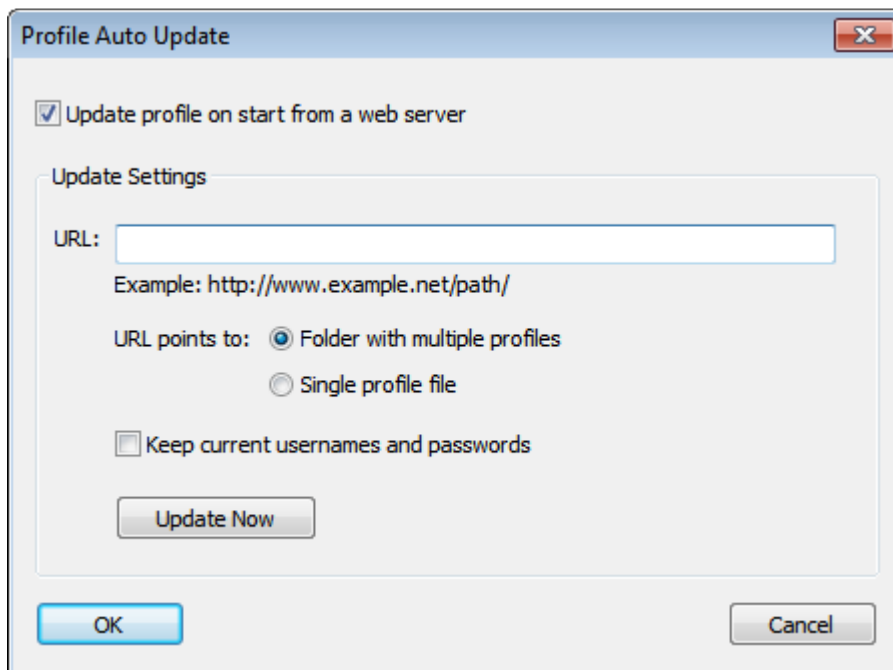 Profile Auto Update
Update profile on start from a web server
Update Settings
URL:
Example: http://www.example.net/path/
URL points to: Folder with multiple profiles
Single profile file
Keep current usernames and passwords
Update Now
OK Cancel